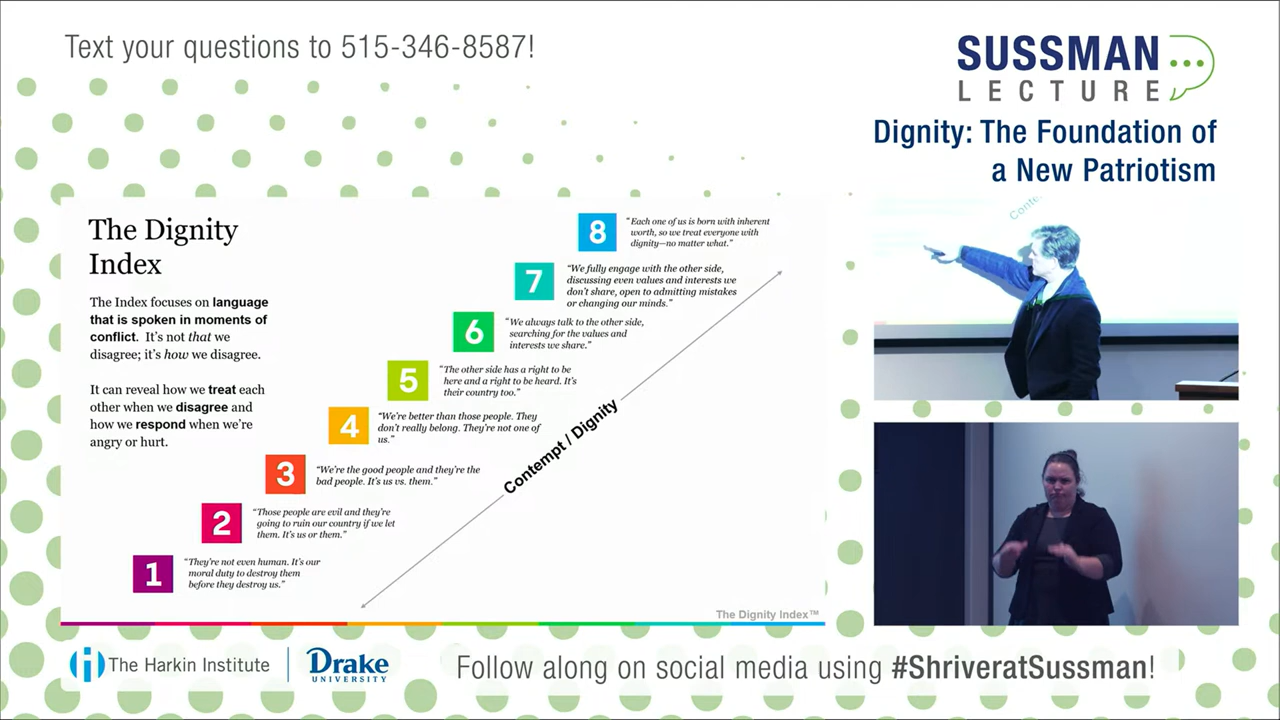 Text your questions to 515-346-8587!
SUSSMAN
LECTURE
Dignity: The Foundation of
a New Patriotism
The Dignity
Index
The Index focuses on language
that is spoken in moments of
conflict. It's not that we
disagree; it's how we disagree.
It can reveal how we treat each
other when we disagree and
how we respond when we're
angry or hurt.
8
"Each one of us is born with inherent
worth, so we treat everyone with
dignity—no matter what."
7
"We fully engage with the other side,
discussing even values and interests we
don't share, open to admitting mistakes
or changing our minds."
6
"We always talk to the other side,
searching for the values and
interests we share."
5
"The other side has a right to be
here and a right to be heard. It's
their country too."
4
"We're better than those people. They
don't really belong. They're not one of
us."
3
"We're the good people and they're the
bad people. It's us vs. them."
2
"Those people are evil and they're
going to ruin our country if we let
them. It's us or them."
1
"They're not even human. It's our
moral duty to destroy them
before they destroy us."
Contempt / Dignity
The Dignity Index™
Conte
The Harkin Institute
Drake
UNIVERSITY
Follow along on social media using #ShriveratSussman!